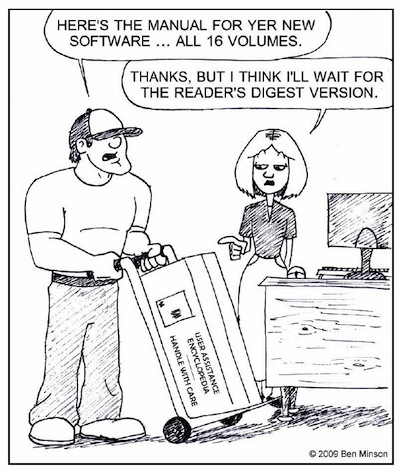 HERE'S THE MANUAL FOR YER NEW
SOFTWARE ... ALL 16 VOLUMES.
THANKS, BUT I THINK I'LL WAIT FOR
THE READER'S DIGEST VERSION.
USER ASSISTANCE
ENCYCLOPEDIA
HANDLE WITH CARE
© 2009 Ben Minson